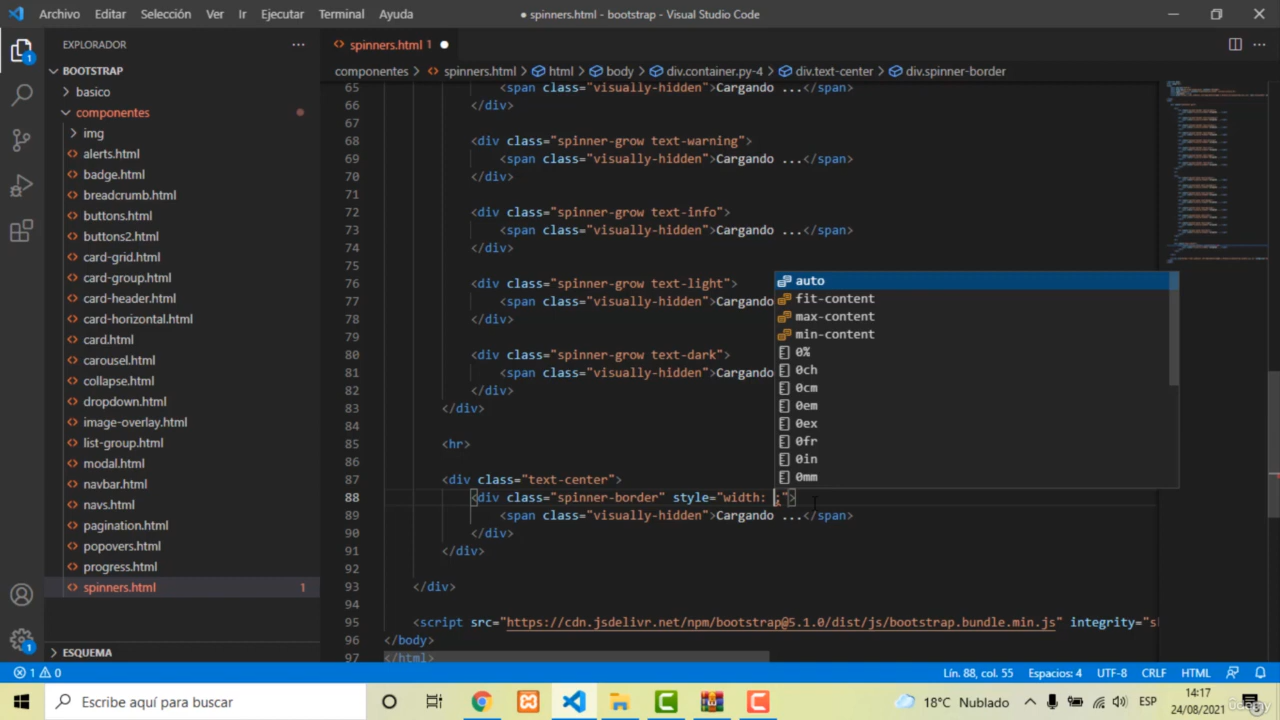 Archivo Editar Selección Ver Ir Ejecutar Terminal Ayuda ● spinners.html - bootstrap - Visual Studio Code
EXPLORADOR ···
BOOTSTRAP
basico
componentes
img
alerts.html
badge.html
breadcrumb.html
buttons.html
buttons2.html
card-grid.html
card-group.html
card-header.html
card-horizontal.html
card.html
carousel.html
collapse.html
dropdown.html
image-overlay.html
list-group.html
modal.html
navbar.html
navs.html
pagination.html
popovers.html
progress.html
spinners.html 1
ESQUEMA
1
1
spinners.html 1 ●
componentes > spinners.html > html > body > div.container.py-4 > div.text-center > div.spinner-border
65 <span class="visually-hidden">Cargando ...</span>
66 </div>
67
68 <div class="spinner-grow text-warning">
69 <span class="visually-hidden">Cargando ...</span>
70 </div>
71
72 <div class="spinner-grow text-info">
73 <span class="visually-hidden">Cargando ...</span>
74 </div>
75
76 <div class="spinner-grow text-light">
77 <span class="visually-hidden">Cargando
78 </div>
79
80 <div class="spinner-grow text-dark">
81 <span class="visually-hidden">Cargando
82 </div>
83 </div>
84
85 <hr>
86
87 <div class="text-center">
88 <div class="spinner-border" style="width: ;">
89 <span class="visually-hidden">Cargando ...</span>
90 </div>
91 </div>
92
93 </div>
94
95 <script src="https://cdn.jsdelivr.net/npm/bootstrap@5.1.0/dist/js/bootstrap.bundle.min.js" integrity="s
96 </body>
97 </html>
auto
fit-content
max-content
min-content
0%
0ch
0cm
0em
0ex
0fr
0in
0mm
1 0 Lín. 88, col. 55 Espacios: 4 UTF-8 CRLF HTML
Escribe aquí para buscar
18°C Nublado ESP 14:17
24/08/2021